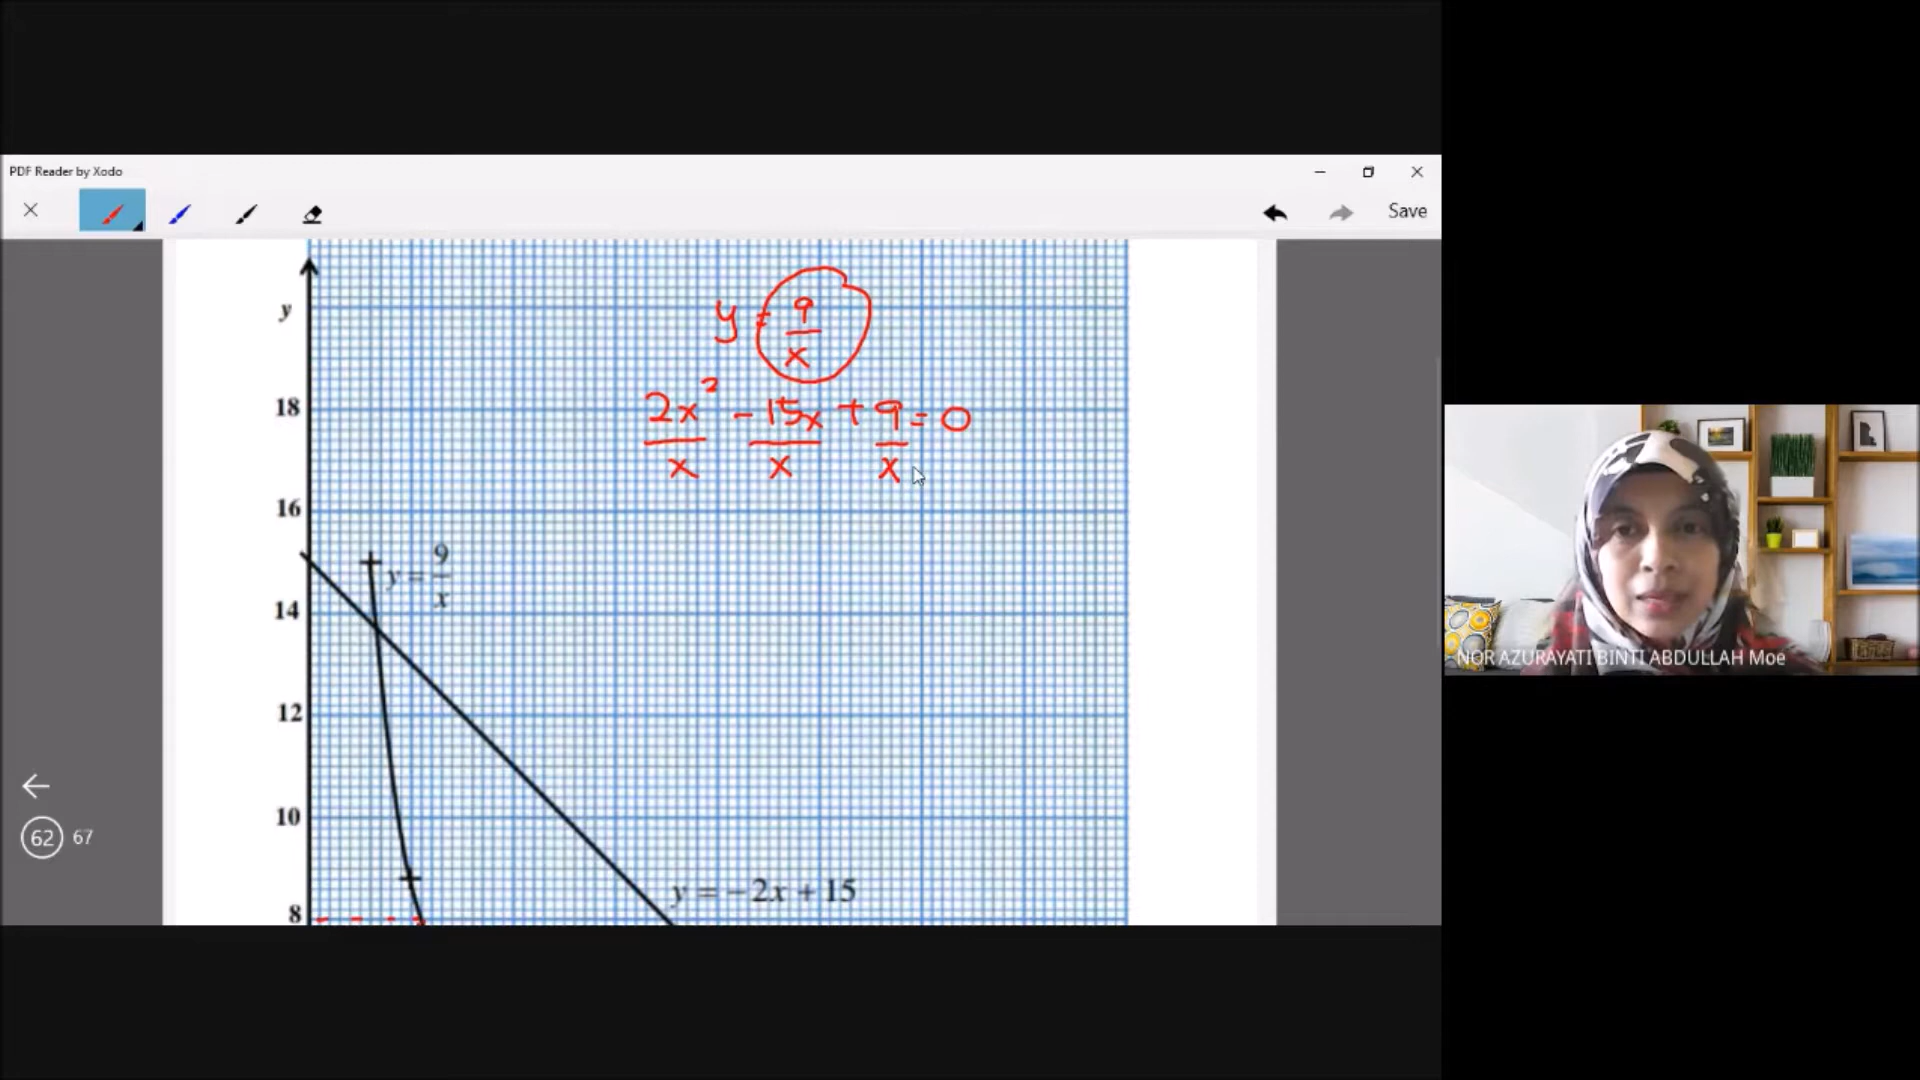 PDF Reader by Xodo
Save
y
y = 9/x
2x² - 15x + 9 = 0
x x x
18
16
y = 9/x
14
12
10
y = −2x + 15
8
62 67
NOR AZURAYATI BINTI ABDULLAH Moe